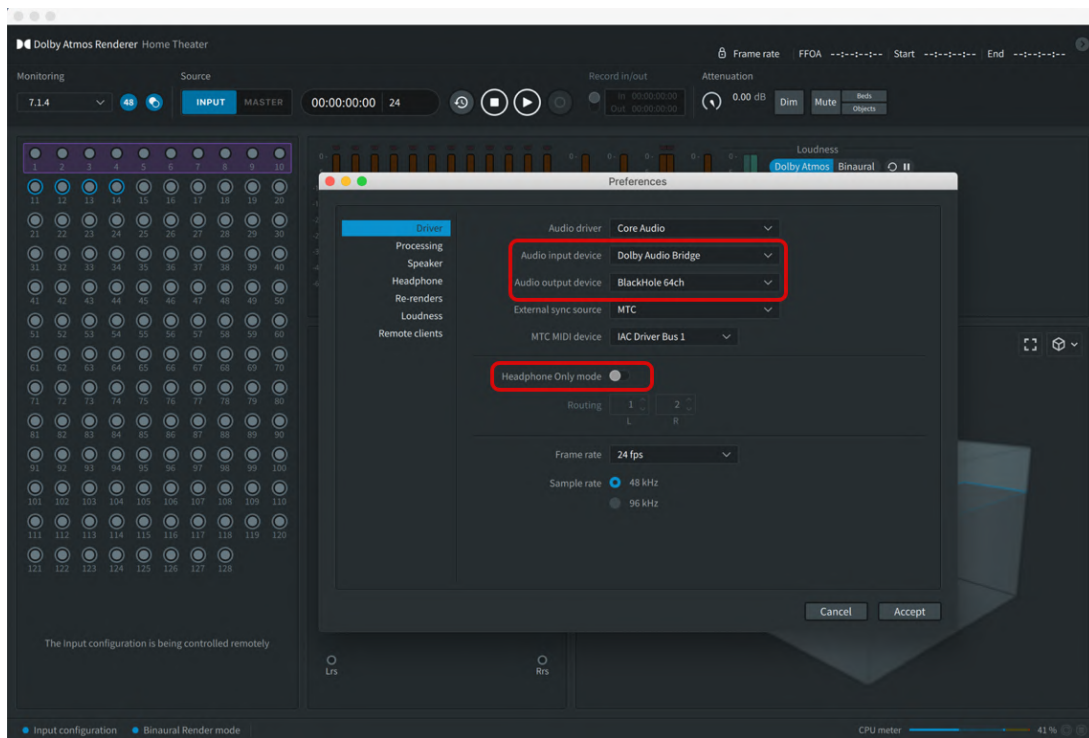 Dolby Atmos Renderer Home Theater
Frame rate FFOA --:--:--:-- Start --:--:--:-- End --:--:--:--
Monitoring Source Record in/out Attenuation
7.1.4 48 INPUT MASTER 00:00:00:00 24 In 00:00:00:00 0.00 dB Dim Mute Beds
Out 00:00:00:00 Objects
Loudness
Dolby Atmos Binaural
1 2 3 4 5 6 7 8 9 10
11 12 13 14 15 16 17 18 19 20
21 22 23 24 25 26 27 28 29 30
31 32 33 34 35 36 37 38 39 40
41 42 43 44 45 46 47 48 49 50
51 52 53 54 55 56 57 58 59 60
61 62 63 64 65 66 67 68 69 70
71 72 73 74 75 76 77 78 79 80
81 82 83 84 85 86 87 88 89 90
91 92 93 94 95 96 97 98 99 100
101 102 103 104 105 106 107 108 109 110
111 112 113 114 115 116 117 118 119 120
121 122 123 124 125 126 127 128
The input configuration is being controlled remotely
Preferences
Driver
Processing
Speaker
Headphone
Re-renders
Loudness
Remote clients
Audio driver Core Audio
Audio input device Dolby Audio Bridge
Audio output device BlackHole 64ch
External sync source MTC
MTC MIDI device IAC Driver Bus 1
Headphone Only mode
Routing 1 2
L R
Frame rate 24 fps
Sample rate 48 kHz
96 kHz
Cancel Accept
Lrs Rrs
Input configuration Binaural Render mode CPU meter 41 %